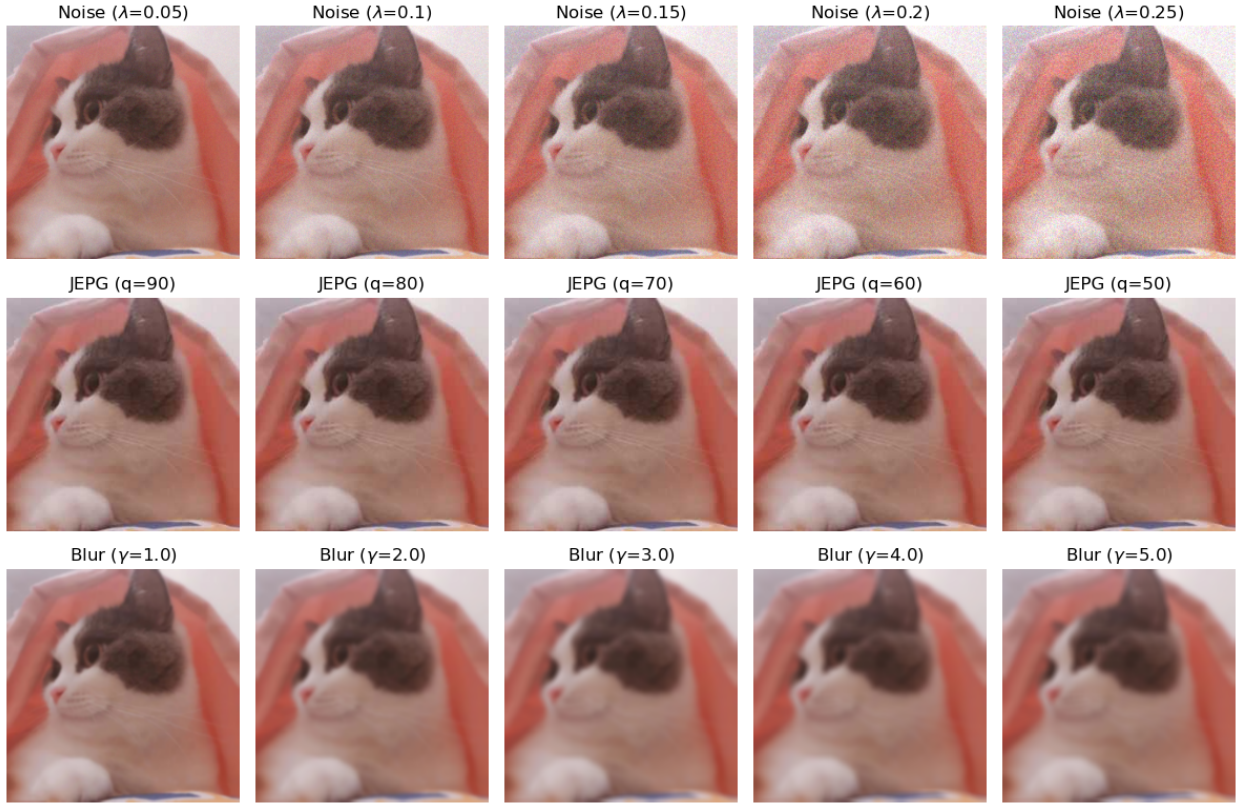 Noise (λ=0.05) Noise (λ=0.1) Noise (λ=0.15) Noise (λ=0.2) Noise (λ=0.25)
JEPG (q=90) JEPG (q=80) JEPG (q=70) JEPG (q=60) JEPG (q=50)
Blur (γ=1.0) Blur (γ=2.0) Blur (γ=3.0) Blur (γ=4.0) Blur (γ=5.0)